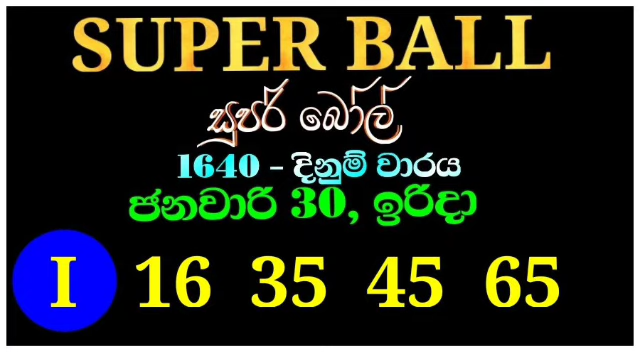 SUPER BALL
සුපර් බෝල්
1640 - දිනුම් වාරය
ජනවාරි 30, ඉරිදා
I 16 35 45 65